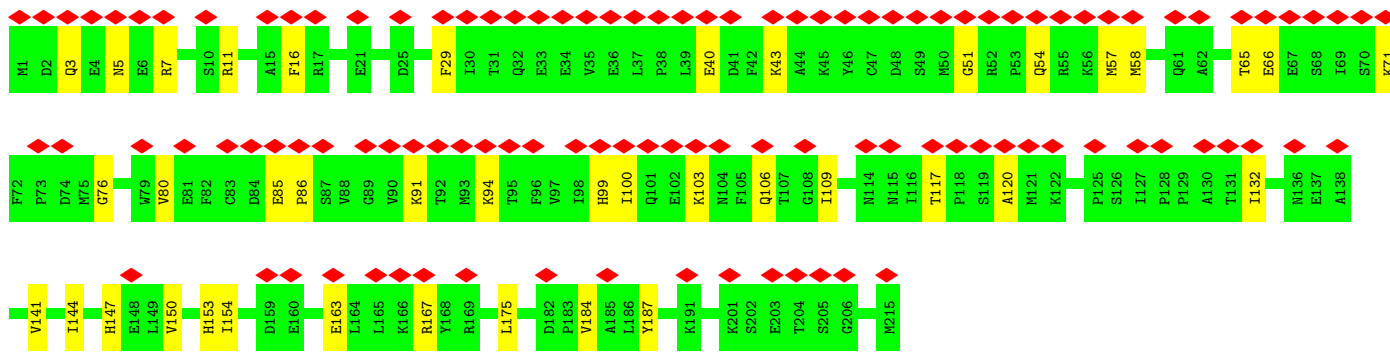 M1 D2 Q3 E4 N5 E6 R7 S10 R11 A15 F16 R17 E21 D25 F29 I30 T31 Q32 E33 E34 V35 E36 L37 P38 L39 E40 D41 F42 K43 A44 K45 Y46 C47 D48 S49 M50 G51 R52 P53 Q54 R55 K56 M57 M58 Q61 A62 T65 E66 E67 S68 I69 S70 K71
F72 P73 D74 M75 G76 W79 V80 E81 F82 C83 D84 E85 P86 S87 V88 G89 V90 K91 T92 M93 K94 T95 F96 V97 I98 H99 I100 Q101 E102 K103 N104 F105 Q106 T107 G108 I109 N114 N115 I116 T117 P118 S119 A120 M121 K122 P125 S126 I127 P128 P129 A130 T131 I132 N136 E137 A138
V141 I144 H147 E148 L149 V150 H153 I154 D159 E160 E163 L164 L165 K166 R167 Y168 R169 L175 D182 P183 V184 A185 L186 Y187 K191 K201 S202 E203 T204 S205 G206 M215